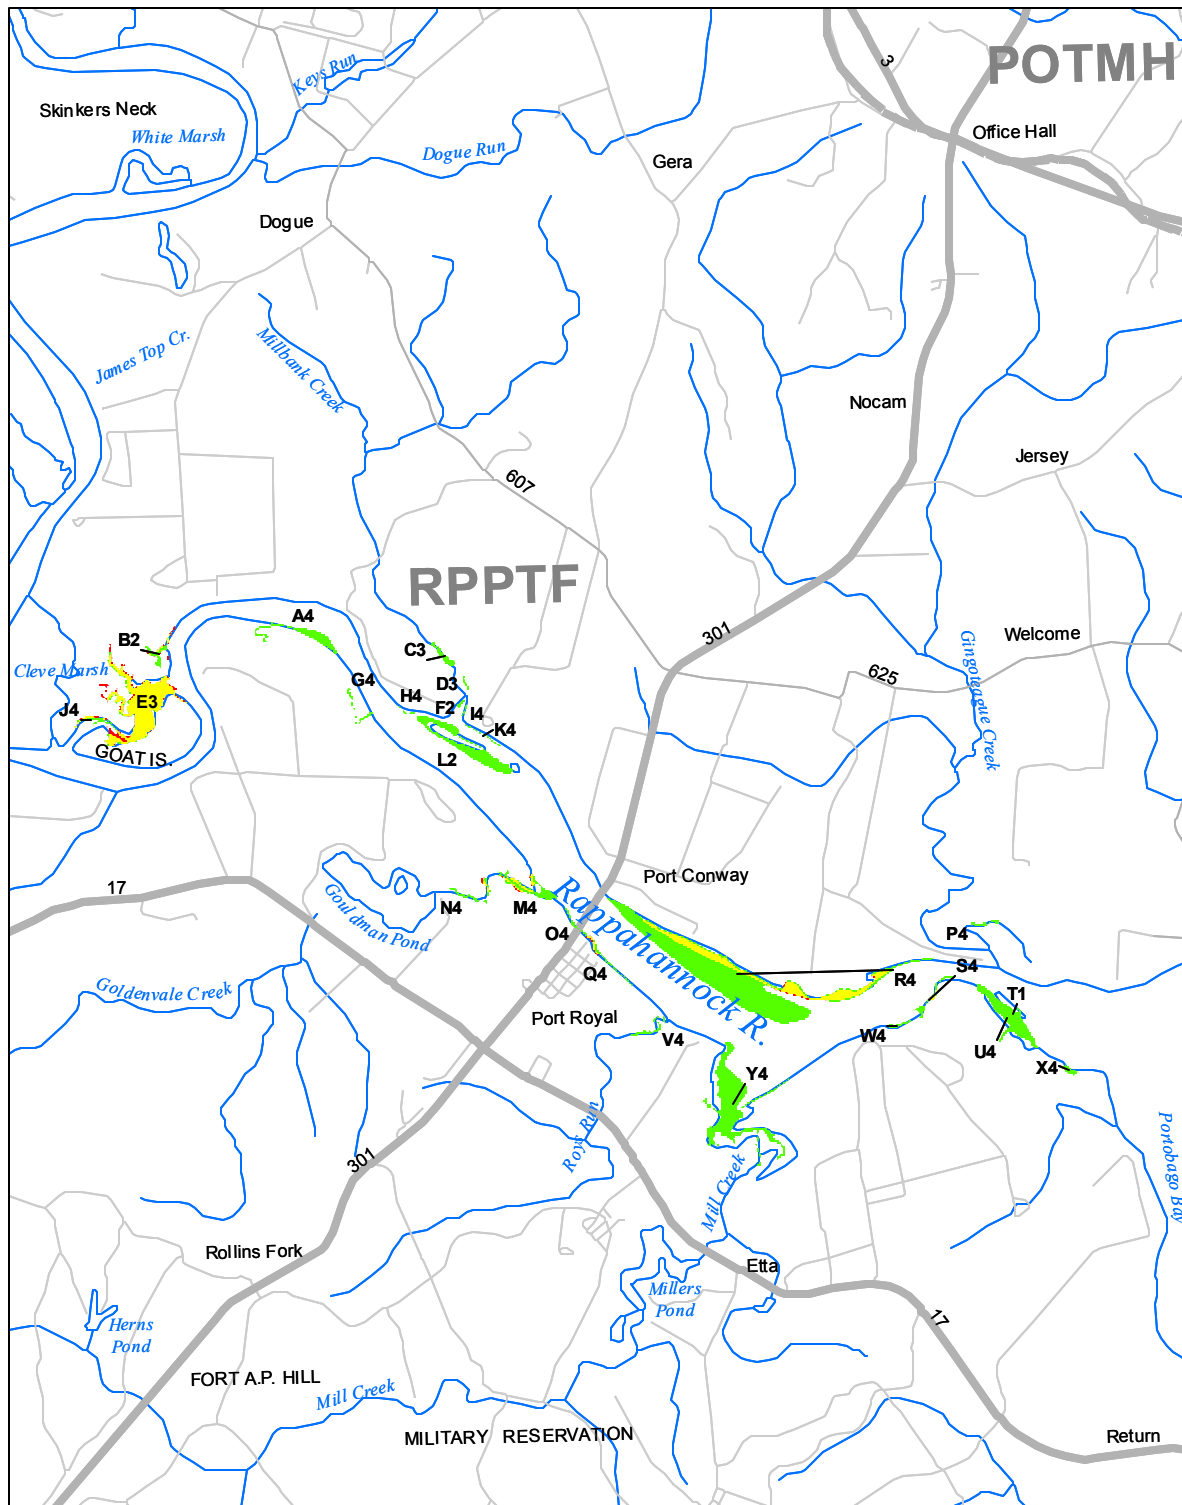 POTMH
3
Keys Run
Skinkers Neck
White Marsh
Office Hall
Dogue Run
Gera
Dogue
James Top Cr.
Millbank Creek
Nocam
Jersey
607
RPPTF
A4
B2
301
Welcome
Gingoteague Creek
C3
Cleve Marsh
625
G4
D3
E3
H4
F2
J4
I4
K4
GOAT IS.
L2
Port Conway
17
Rappahannock R.
N4
M4
Gouldman Pond
O4
P4
S4
Q4
R4
Goldenvale Creek
T1
Port Royal
V4
W4
U4
X4
Y4
Roys Run
Portobago Bay
301
Mill Creek
Rollins Fork
Etta
Millers
Pond
17
Herns
Pond
FORT A.P. HILL
Mill Creek
MILITARY RESERVATION
Return